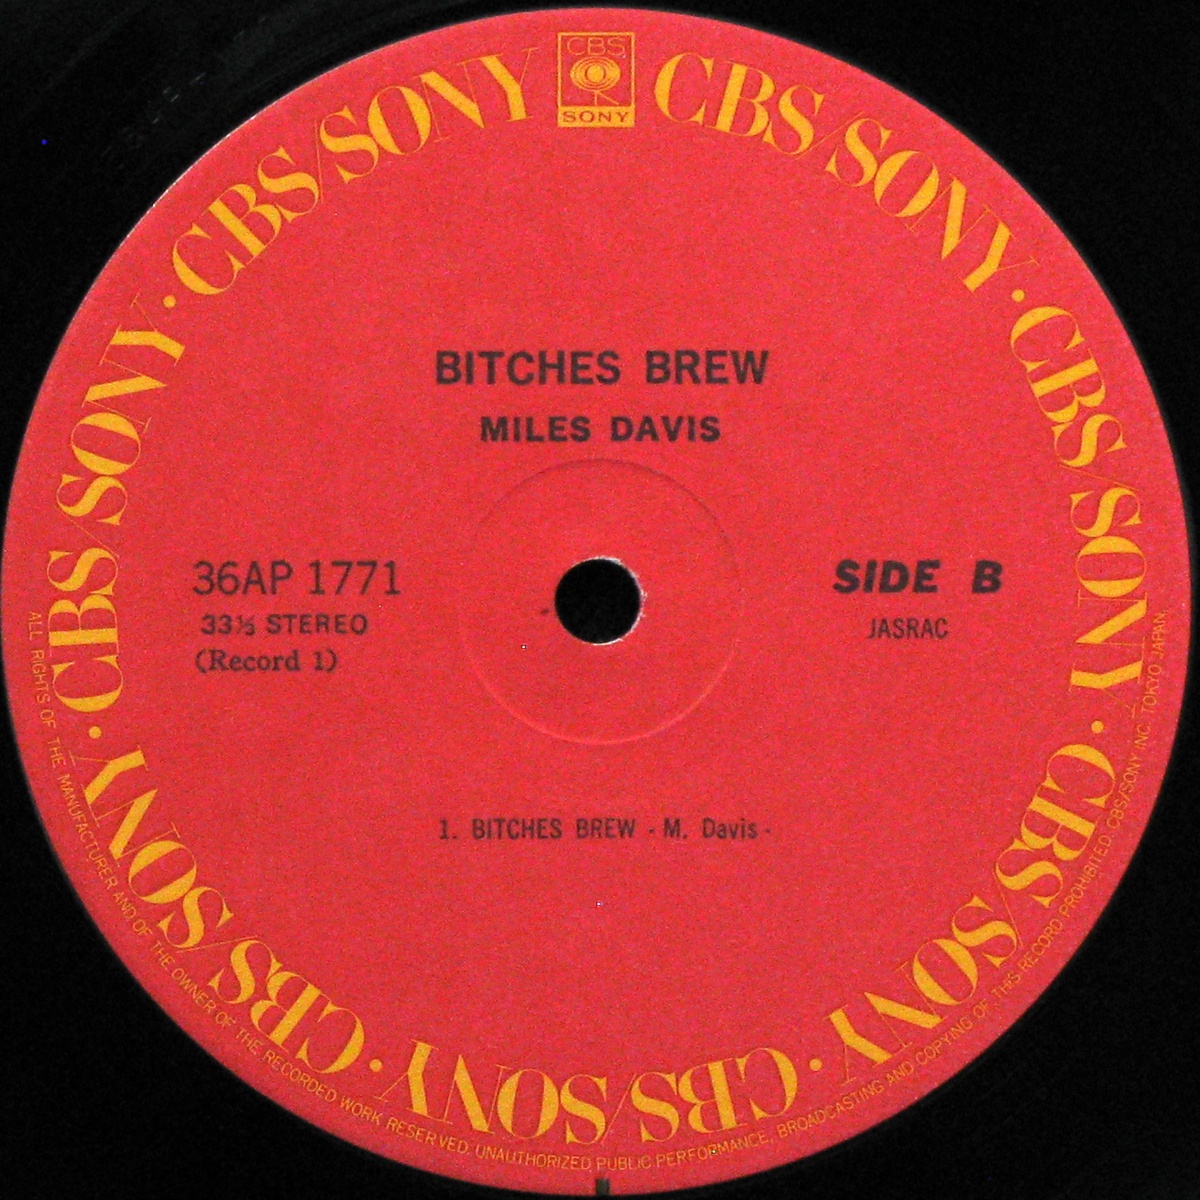 CBS
SONY
CBS/SONY · CBS/SONY · CBS/SONY · CBS/SONY · CBS/SONY · CBS/SONY · CBS/SONY
BITCHES BREW
MILES DAVIS
36AP 1771
33⅓ STEREO
(Record 1)
SIDE B
JASRAC
1. BITCHES BREW - M. Davis -
ALL RIGHTS OF THE MANUFACTURER AND OF THE OWNER OF THE RECORDED WORK RESERVED. UNAUTHORIZED PUBLIC PERFORMANCE, BROADCASTING AND COPYING OF THIS RECORD PROHIBITED. CBS/SONY INC. TOKYO JAPAN.